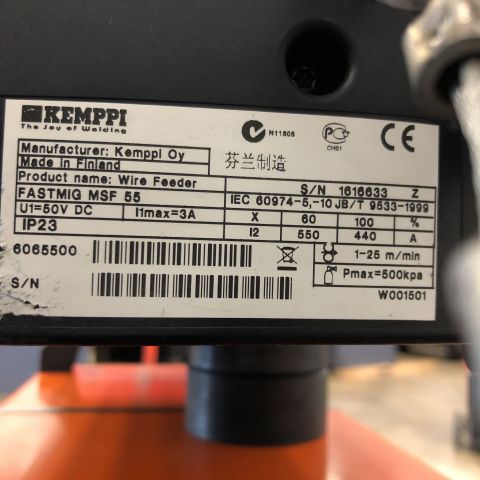 KEMPPI
The Joy of Welding
N11805
PC
CH01
CE
Manufacturer: Kemppi Oy
Made in Finland
芬兰制造
Product name: Wire Feeder
S/N 1616633 Z
FASTMIG MSF 55
IEC 60974-5,-10 JB/T 9533-1999
U1=50V DC I1max=3A
X 60 100 %
IP23
I2 550 440 A
6065500
1-25 m/min
S/N
Pmax=500kpa
W001501